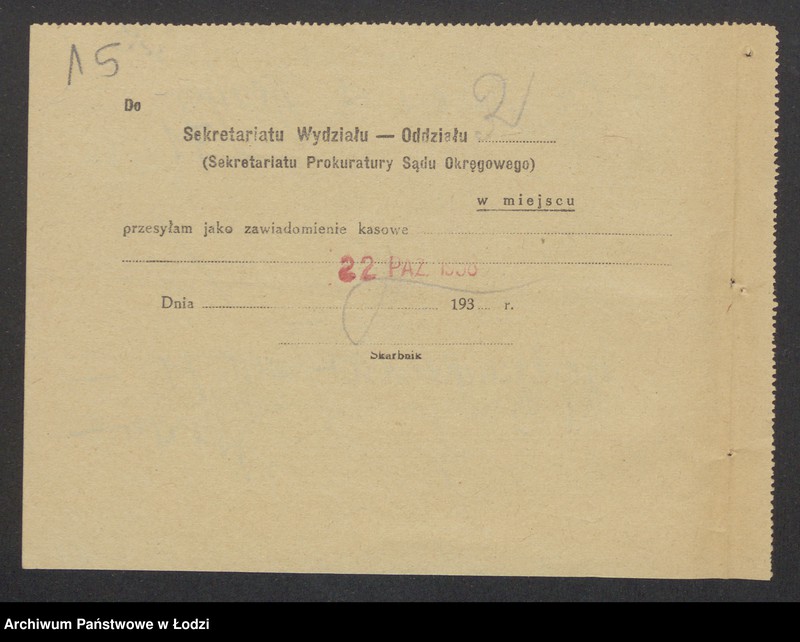 15
2
Do
Sekretariatu Wydziału — Oddziału
(Sekretariatu Prokuratury Sądu Okręgowego)
w miejscu
przesyłam jako zawiadomienie kasowe
22 PAZ. 1936
Dnia 193 r.
Skarbnik
Archiwum Państwowe w Łodzi